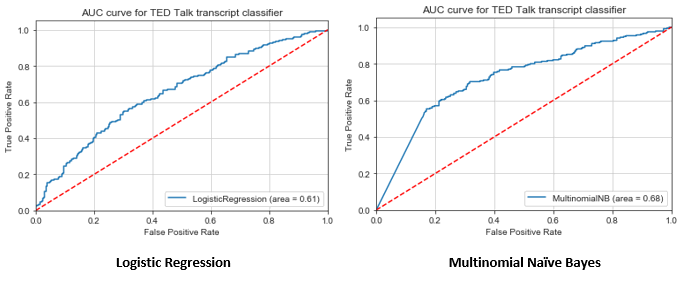 AUC curve for TED Talk transcript classifier
1.0
0.8
0.6
0.4
0.2
0.0
True Positive Rate
LogisticRegression (area = 0.61)
0.0 0.2 0.4 0.6 0.8 1.0
False Positive Rate
Logistic Regression
AUC curve for TED Talk transcript classifier
1.0
0.8
0.6
0.4
0.2
0.0
True Positive Rate
MultinomialNB (area = 0.68)
0.0 0.2 0.4 0.6 0.8 1.0
False Positive Rate
Multinomial Naïve Bayes